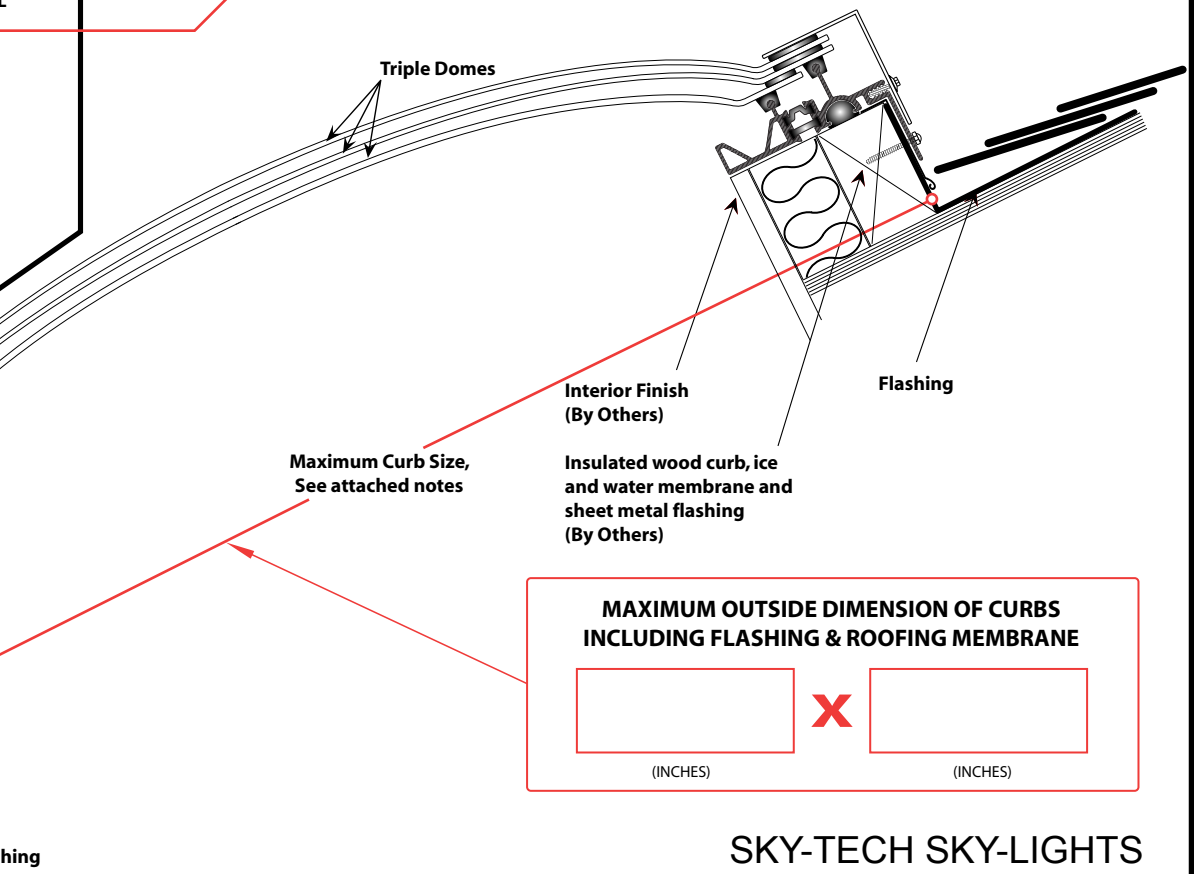 Triple Domes
Interior Finish
(By Others)
Flashing
Maximum Curb Size,
See attached notes
Insulated wood curb, ice
and water membrane and
sheet metal flashing
(By Others)
MAXIMUM OUTSIDE DIMENSION OF CURBS
INCLUDING FLASHING & ROOFING MEMBRANE
X
(INCHES)
(INCHES)
hing
SKY-TECH SKY-LIGHTS